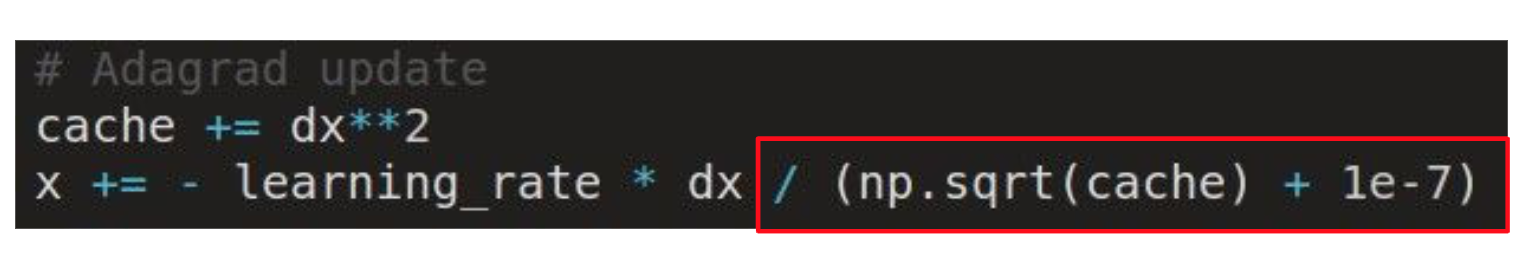 # Adagrad update
cache += dx**2
x += - learning_rate * dx / (np.sqrt(cache) + 1e-7)